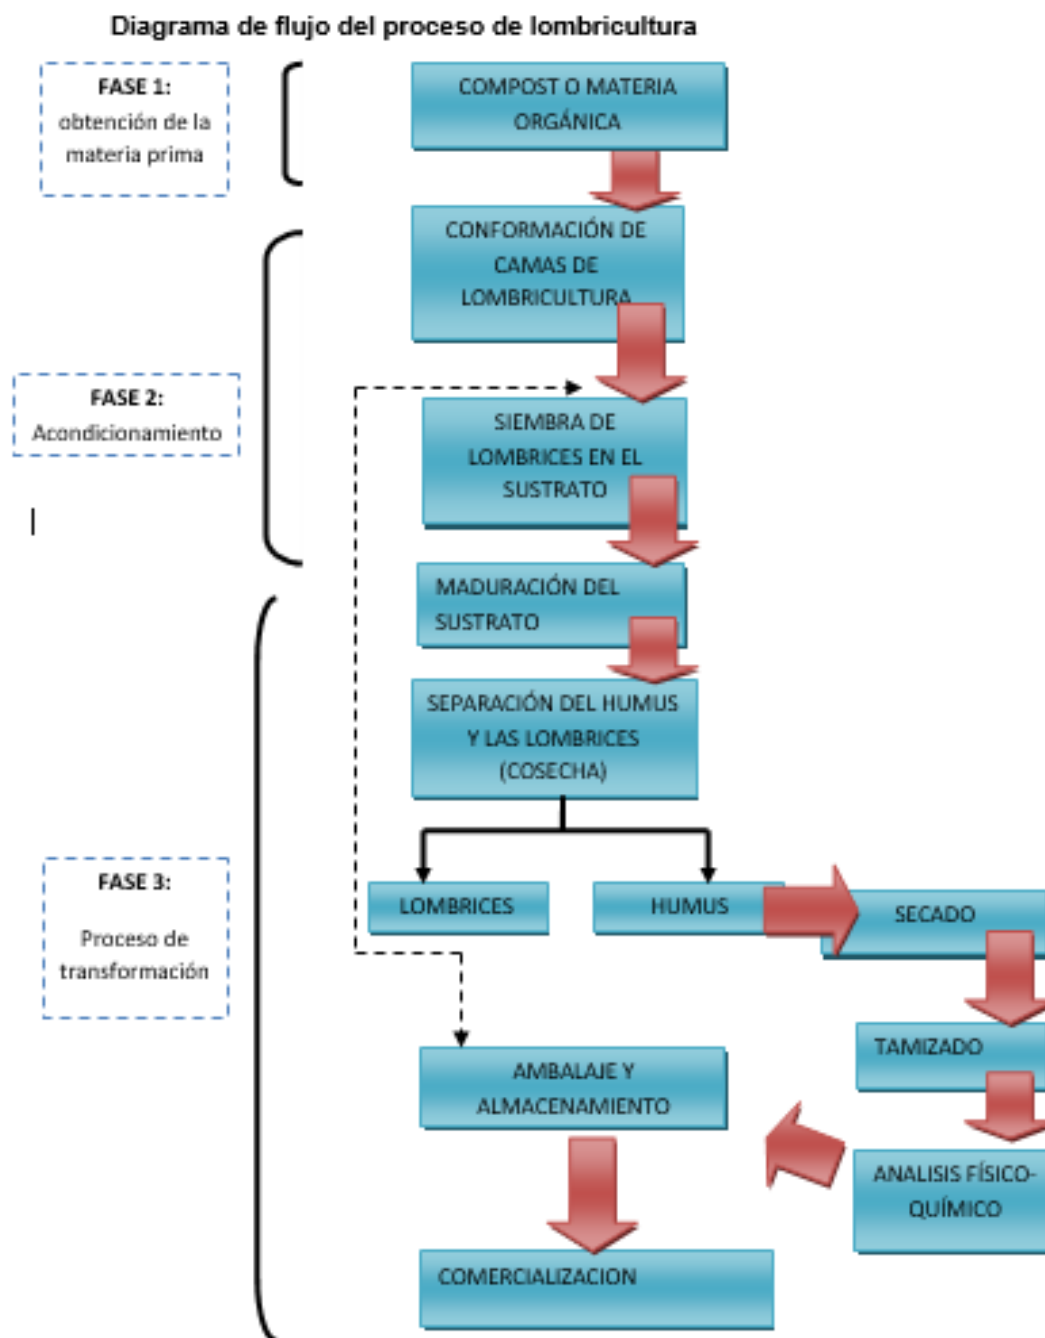 Diagrama de flujo del proceso de lombricultura
FASE 1:
obtención de la
materia prima
COMPOST O MATERIA
ORGÁNICA
CONFORMACIÓN DE
CAMAS DE
LOMBRICULTURA
FASE 2:
Acondicionamiento
SIEMBRA DE
LOMBRICES EN EL
SUSTRATO
MADURACIÓN DEL
SUSTRATO
SEPARACIÓN DEL HUMUS
Y LAS LOMBRICES
(COSECHA)
FASE 3:
Proceso de
transformación
LOMBRICES
HUMUS
SECADO
TAMIZADO
ANALISIS FÍSICO-
QUÍMICO
AMBALAJE Y
ALMACENAMIENTO
COMERCIALIZACION